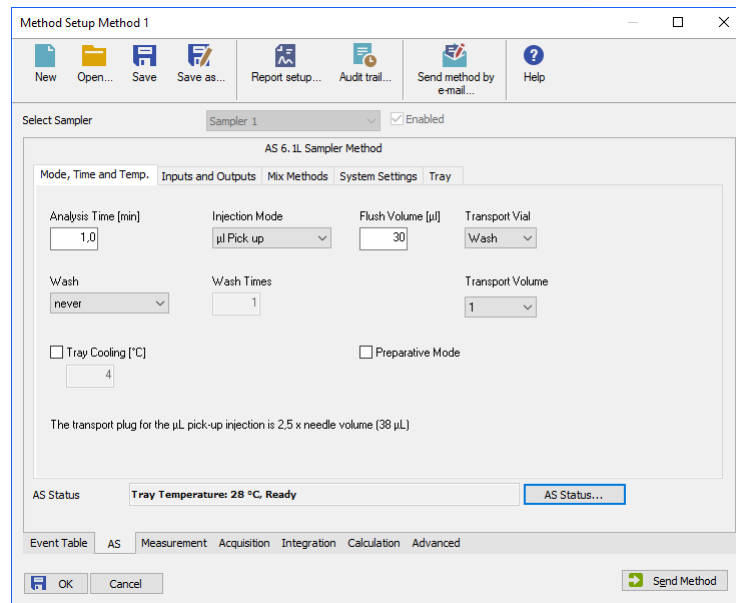 Method Setup Method 1
New Open... Save Save as... Report setup... Audit trail... Send method by e-mail... Help
Select Sampler Sampler 1 Enabled
AS 6.1L Sampler Method
Mode, Time and Temp. Inputs and Outputs Mix Methods System Settings Tray
Analysis Time [min] Injection Mode Flush Volume [µl] Transport Vial
1,0 µl Pick up 30 Wash
Wash Wash Times Transport Volume
never 1 1
Tray Cooling [°C] Preparative Mode
4
The transport plug for the µL pick-up injection is 2,5 x needle volume (38 µL)
AS Status Tray Temperature: 28 °C, Ready AS Status...
Event Table AS Measurement Acquisition Integration Calculation Advanced
OK Cancel Send Method